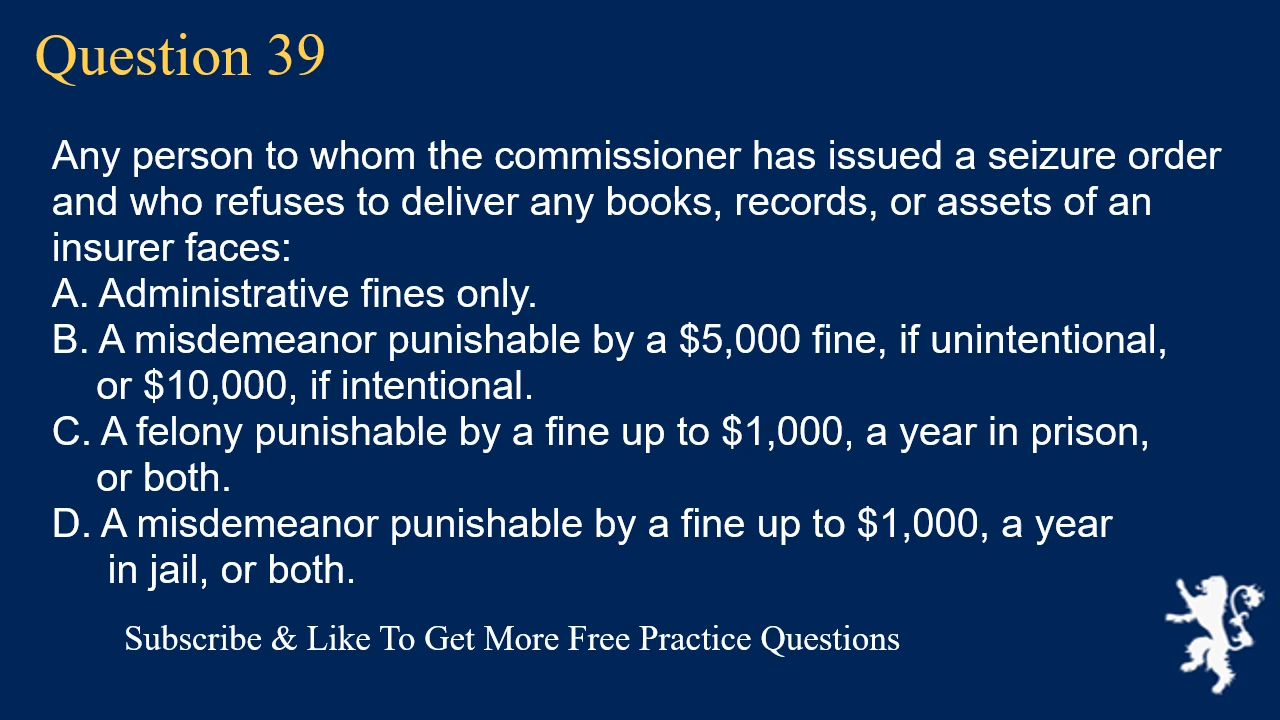 Question 39
Any person to whom the commissioner has issued a seizure order
and who refuses to deliver any books, records, or assets of an
insurer faces:
A. Administrative fines only.
B. A misdemeanor punishable by a $5,000 fine, if unintentional,
or $10,000, if intentional.
C. A felony punishable by a fine up to $1,000, a year in prison,
or both.
D. A misdemeanor punishable by a fine up to $1,000, a year
in jail, or both.
Subscribe & Like To Get More Free Practice Questions